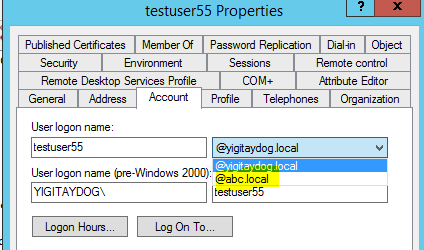 testuser55 Properties
? x
Published Certificates Member Of Password Replication Dial-in Object
Security Environment Sessions Remote control
Remote Desktop Services Profile COM+ Attribute Editor
General Address Account Profile Telephones Organization
User logon name:
testuser55 @yigitaydog.local
@yigitaydog.local
User logon name (pre-Windows 2000): @abc.local
YIGITAYDOG\ testuser55
Logon Hours... Log On To...